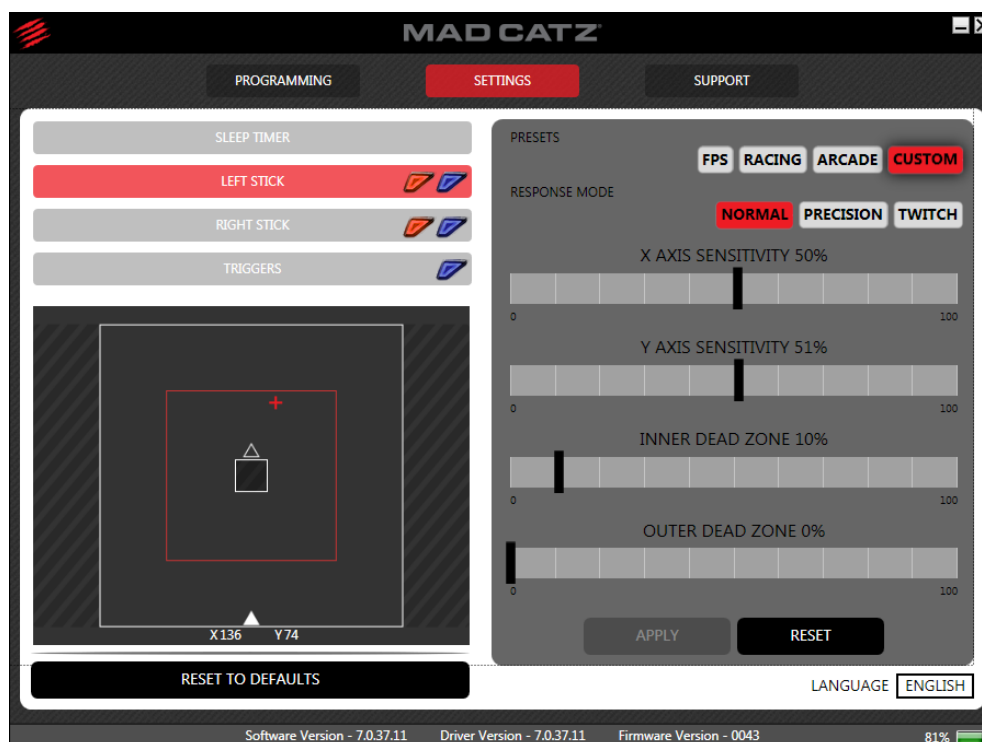 MAD CATZ
PROGRAMMING
SETTINGS
SUPPORT
SLEEP TIMER
LEFT STICK
RIGHT STICK
TRIGGERS
X 136 Y 74
RESET TO DEFAULTS
PRESETS
FPS RACING ARCADE CUSTOM
RESPONSE MODE
NORMAL PRECISION TWITCH
X AXIS SENSITIVITY 50%
0 100
Y AXIS SENSITIVITY 51%
0 100
INNER DEAD ZONE 10%
0 100
OUTER DEAD ZONE 0%
0 100
APPLY RESET
LANGUAGE ENGLISH
Software Version - 7.0.37.11 Driver Version - 7.0.37.11 Firmware Version - 0043 81%